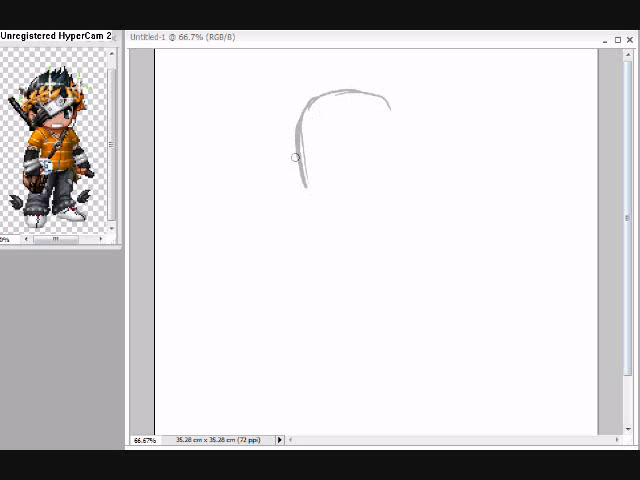 Unregistered HyperCam 2
Untitled-1 @ 66.7% (RGB/8)
0%
66.67%
35.28 cm x 35.28 cm (72 ppi)